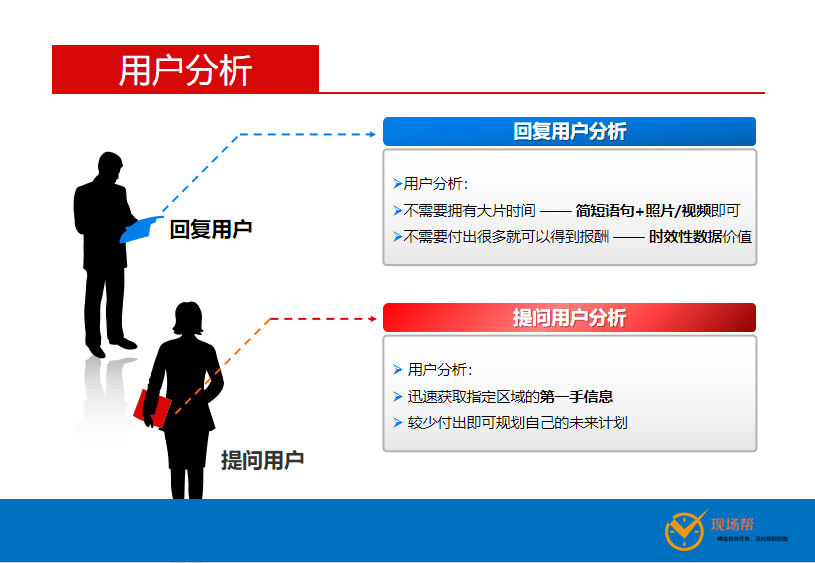 用户分析
回复用户分析
用户分析：
不需要拥有大片时间 —— 简短语句+照片/视频即可
不需要付出很多就可以得到报酬 —— 时效性数据价值
回复用户
提问用户分析
用户分析：
迅速获取指定区域的第一手信息
较少付出即可规划自己的未来计划
提问用户
现场帮